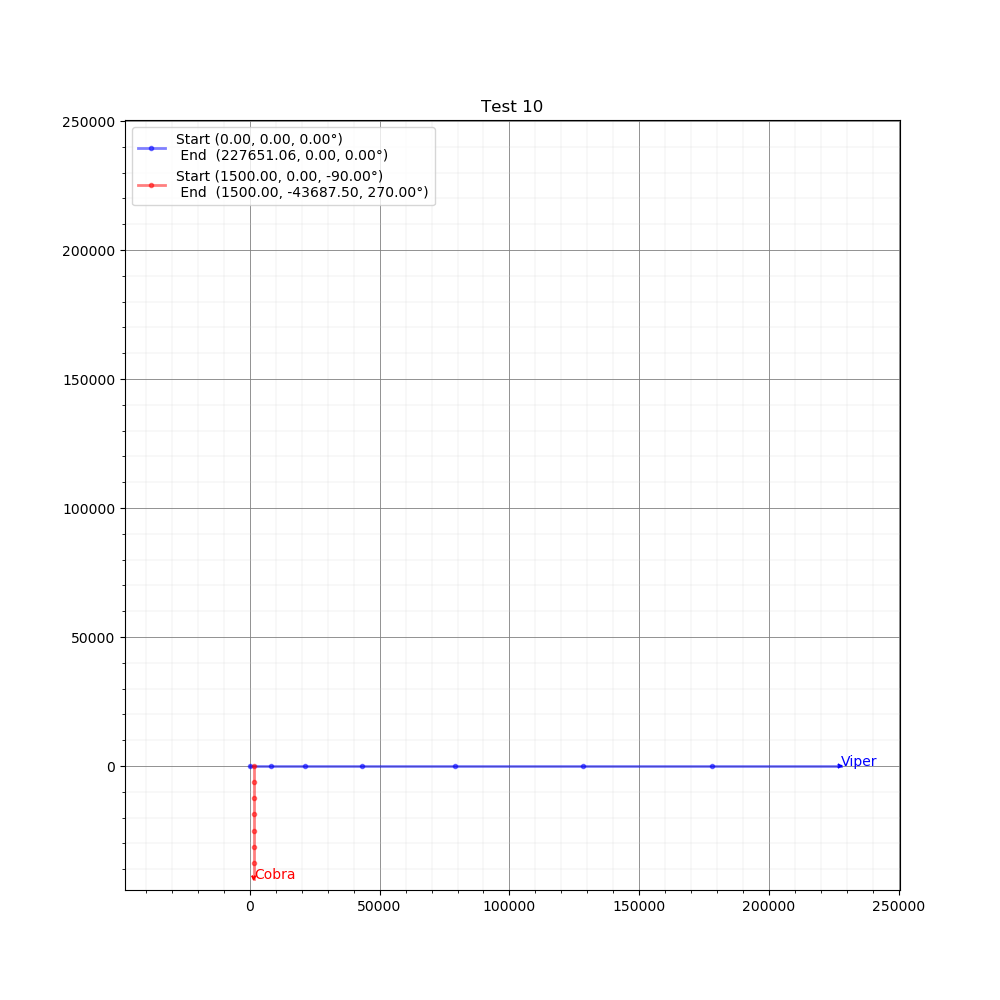 Test 10
Start (0.00, 0.00, 0.00°)
End (227651.06, 0.00, 0.00°)
Start (1500.00, 0.00, -90.00°)
End (1500.00, -43687.50, 270.00°)
250000
200000
150000
100000
50000
0
Viper
Cobra
0 50000 100000 150000 200000 250000